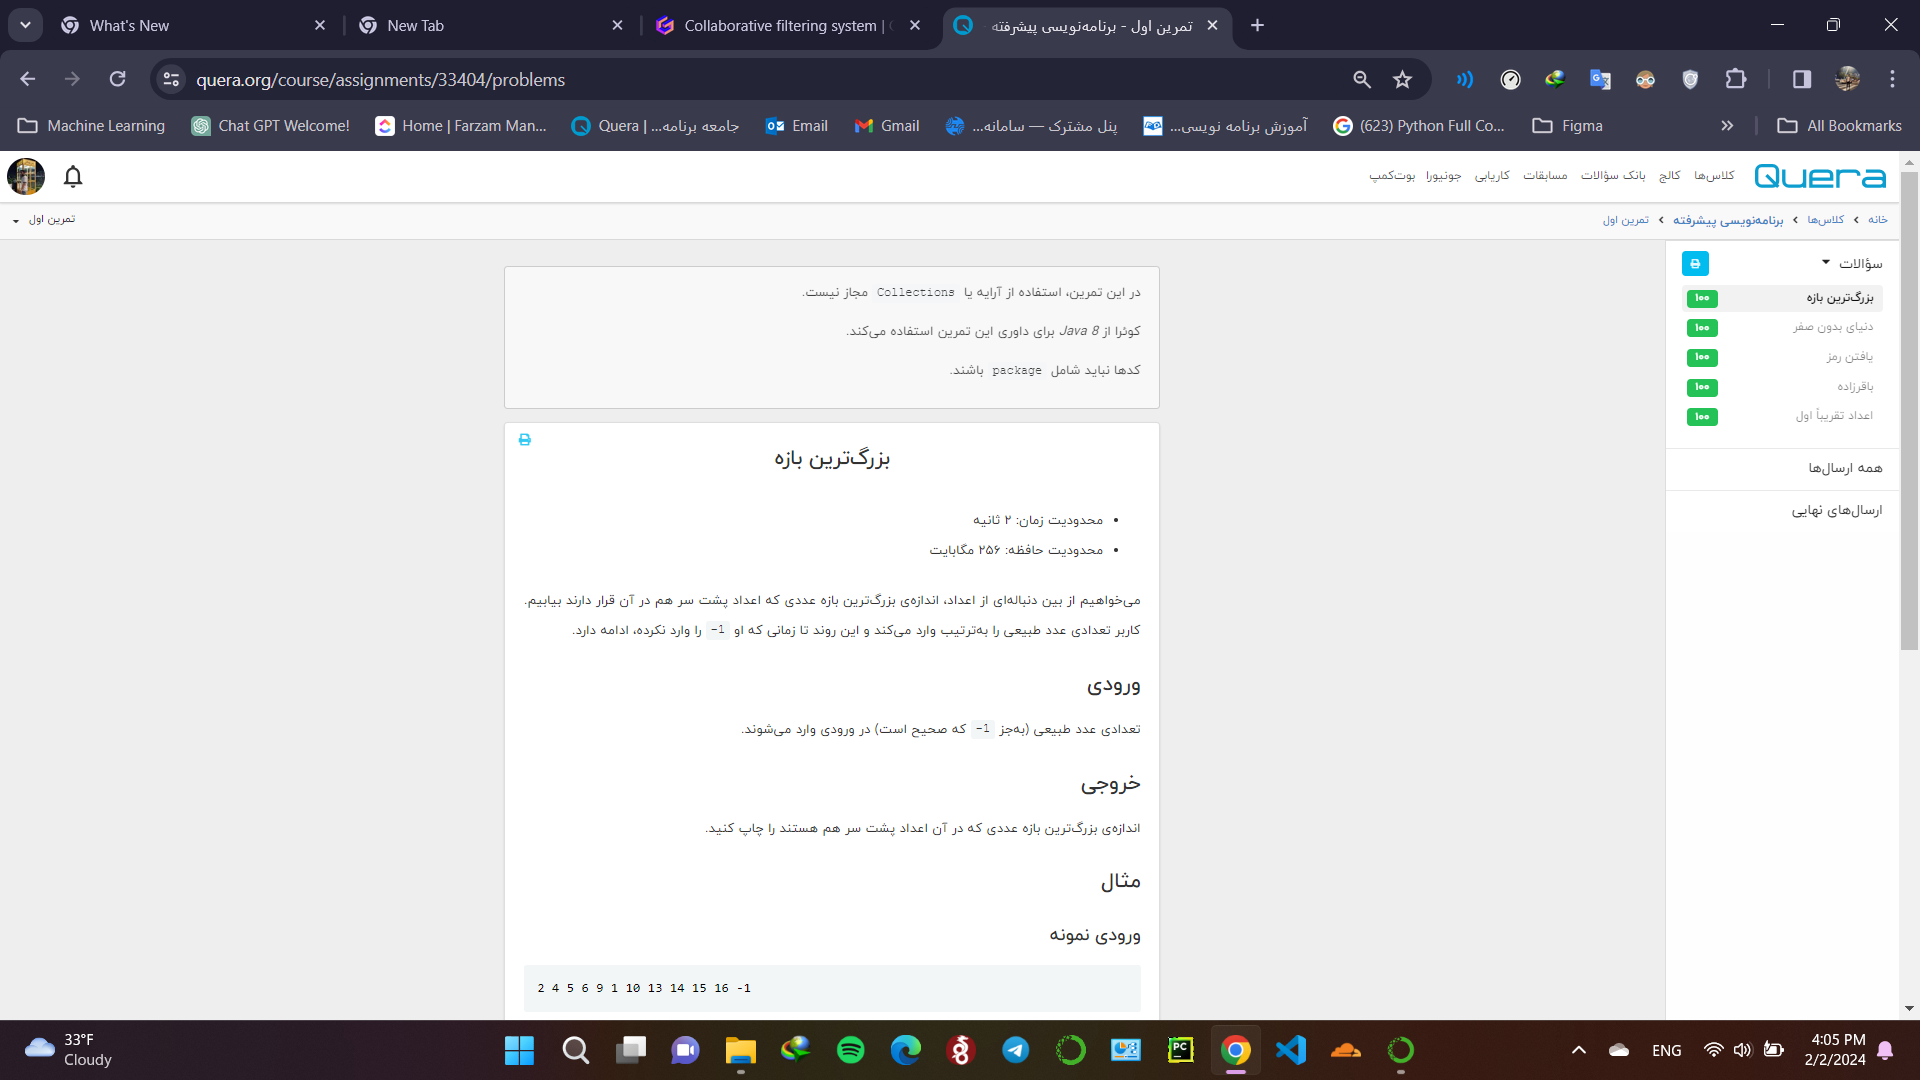 What's New
New Tab
Collaborative filtering system |
تمرین اول - برنامه‌نویسی پیشرفته
quera.org/course/assignments/33404/problems
Machine Learning
Chat GPT Welcome!
Home | Farzam Man...
Quera | جامعه برنامه...
Email
Gmail
پنل مشترک — سامانه...
آموزش برنامه نویسی...
(623) Python Full Co...
Figma
All Bookmarks
Quera
کلاس‌ها کالج بانک سؤالات مسابقات کاریابی جونیورا بوت‌کمپ
خانه › کلاس‌ها › برنامه‌نویسی پیشرفته › تمرین اول
تمرین اول
سؤالات
بزرگ‌ترین بازه ۱۰۰
دنیای بدون صفر ۱۰۰
یافتن رمز ۱۰۰
باقرزاده ۱۰۰
اعداد تقریباً اول ۱۰۰
همه ارسال‌ها
ارسال‌های نهایی
در این تمرین، استفاده از آرایه یا Collections مجاز نیست.
کوئرا از Java 8 برای داوری این تمرین استفاده می‌کند.
کدها نباید شامل package باشند.
بزرگ‌ترین بازه
• محدودیت زمان: ۲ ثانیه
• محدودیت حافظه: ۲۵۶ مگابایت
می‌خواهیم از بین دنباله‌ای از اعداد، اندازه‌ی بزرگ‌ترین بازه عددی که اعداد پشت سر هم در آن قرار دارند بیابیم.
کاربر تعدادی عدد طبیعی را به‌ترتیب وارد می‌کند و این روند تا زمانی که او -1 را وارد نکرده، ادامه دارد.
ورودی
تعدادی عدد طبیعی (به‌جز -1 که صحیح است) در ورودی وارد می‌شوند.
خروجی
اندازه‌ی بزرگ‌ترین بازه عددی که در آن اعداد پشت سر هم هستند را چاپ کنید.
مثال
ورودی نمونه
2 4 5 6 9 1 10 13 14 15 16 -1
33°F
Cloudy
ENG
4:05 PM
2/2/2024